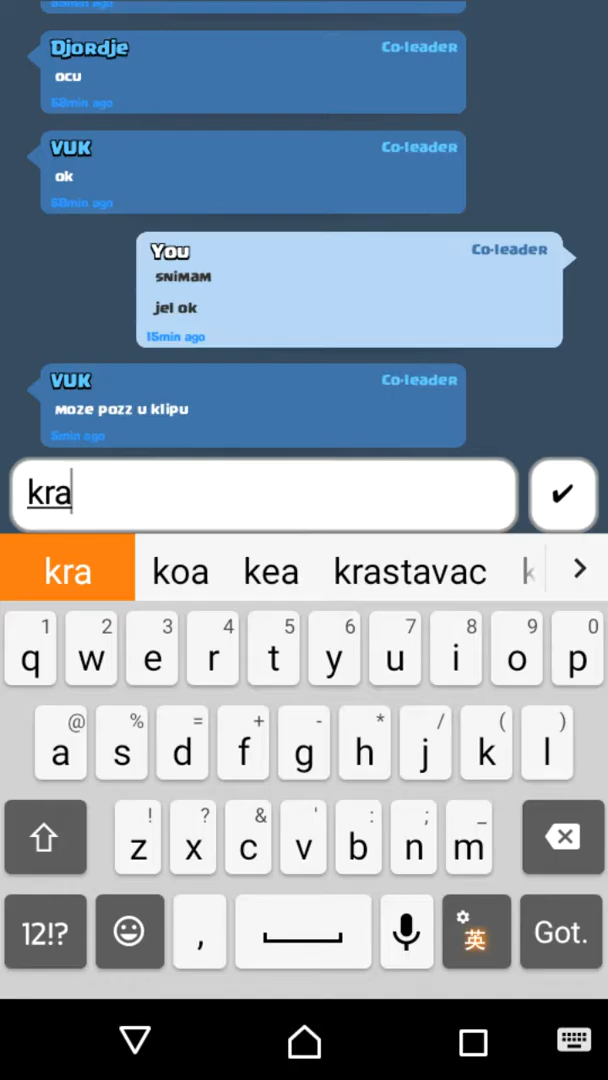 Djordje Co-leader
ocu
58min ago
VUK Co-leader
ok
58min ago
You Co-leader
snimam
jel ok
15min ago
VUK Co-leader
moze pozz u klipu
5min ago
kra ✔
kra koa kea krastavac >
1 2 3 4 5 6 7 8 9 0
q w e r t y u i o p
@ % = + - * / ( )
a s d f g h j k l
! ? & ' : ; _
z x c v b n m
12!? , 英 Got.